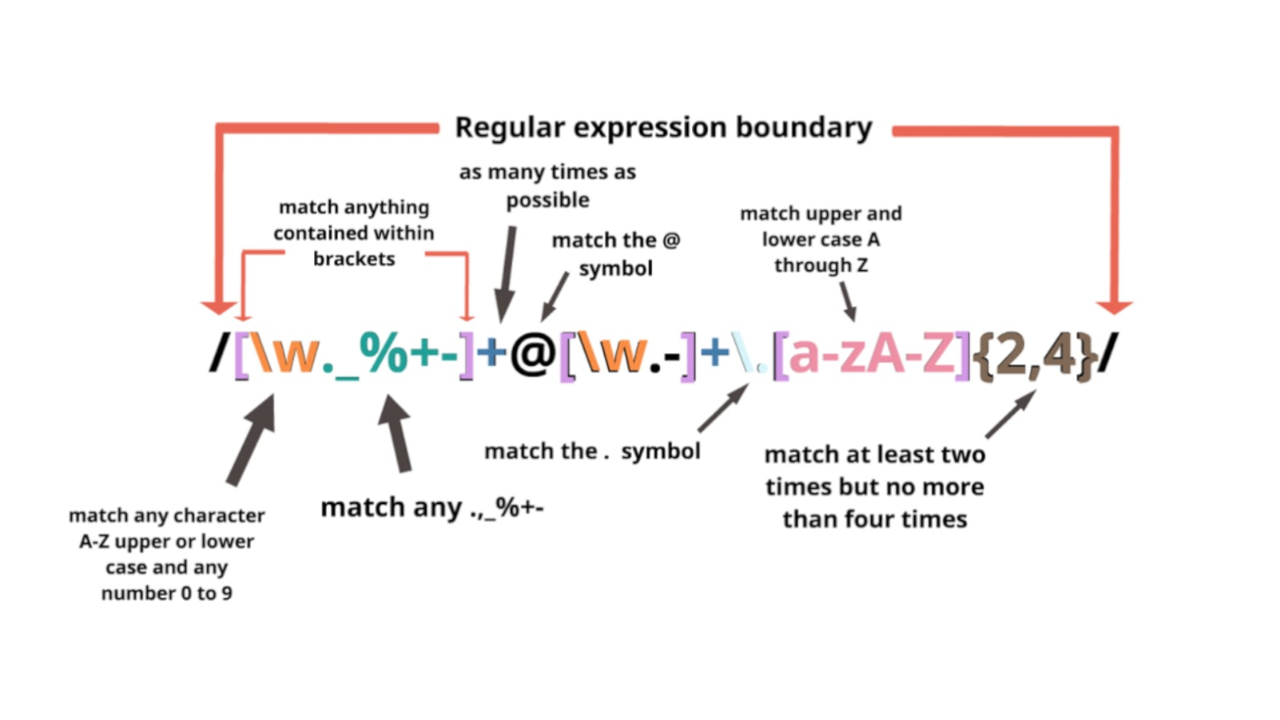 Regular expression boundary
as many times as
possible
match anything
contained within
brackets
match the @
symbol
match upper and
lower case A
through Z
/[\w._%+-]+@[\w.-]+\.[a-zA-Z]{2,4}/
match the .  symbol
match at least two
times but no more
than four times
match any .,_%+-
match any character
A-Z upper or lower
case and any
number 0 to 9